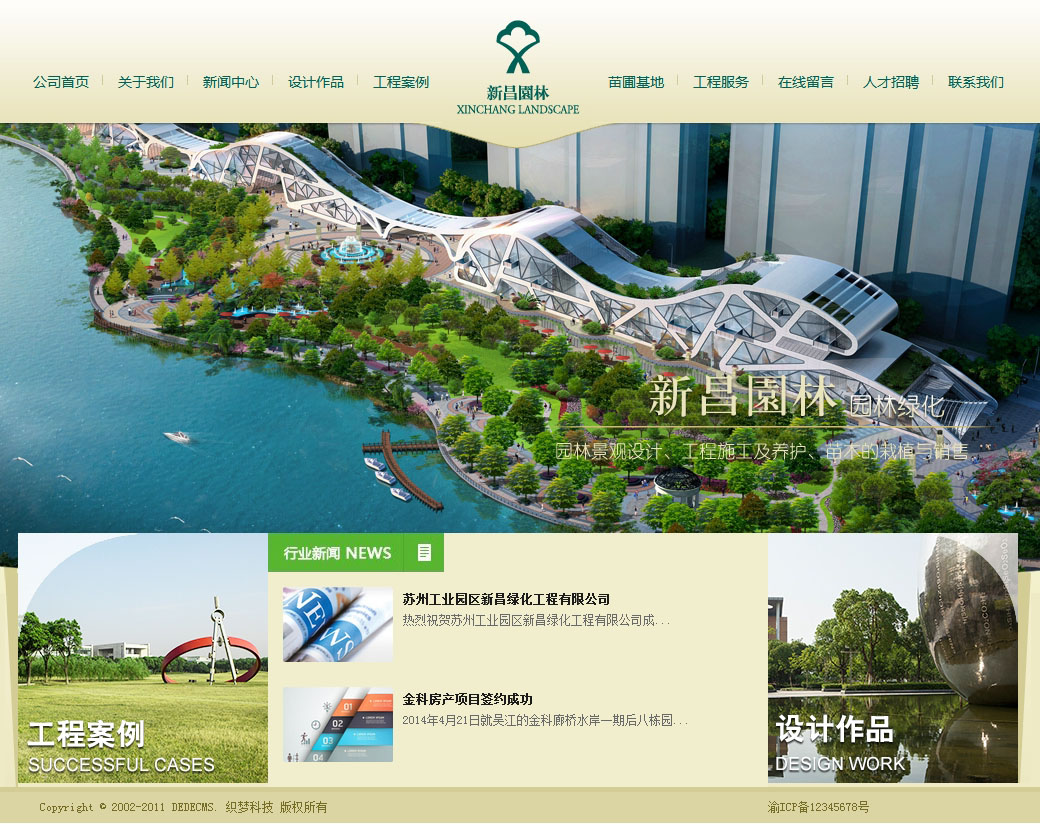 公司首页 关于我们 新闻中心 设计作品 工程案例
新昌園林
XINCHANG LANDSCAPE
苗圃基地 工程服务 在线留言 人才招聘 联系我们
新昌園林 园林绿化
园林景观设计、工程施工及养护、苗木的栽植与销售
行业新闻 NEWS
NEWS
苏州工业园区新昌绿化工程有限公司
热烈祝贺苏州工业园区新昌绿化工程有限公司成...
01
02
03
04
金科房产项目签约成功
2014年4月21日就吴江的金科廊桥水岸一期后八栋园...
工程案例
SUCCESSFUL CASES
设计作品
DESIGN WORK
Copyright © 2002-2011 DEDECMS. 织梦科技 版权所有
渝ICP备12345678号